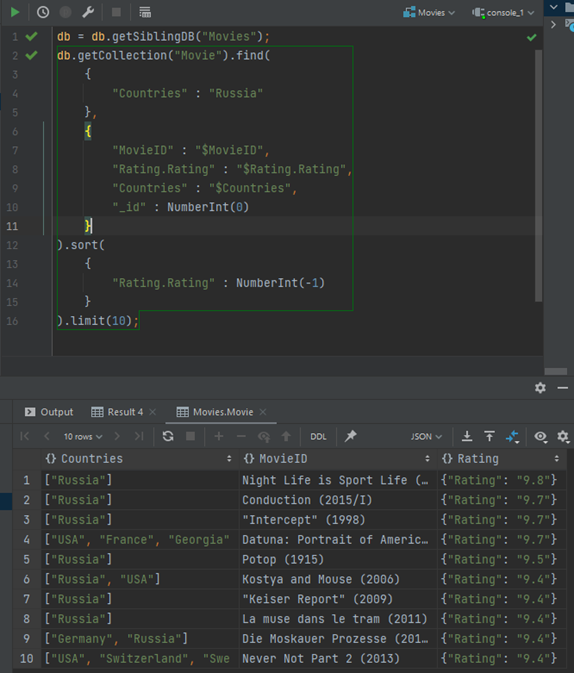 Movies console_1
1 db = db.getSiblingDB("Movies");
2 db.getCollection("Movie").find(
3 {
4 "Countries" : "Russia"
5 },
6 {
7 "MovieID" : "$MovieID",
8 "Rating.Rating" : "$Rating.Rating",
9 "Countries" : "$Countries",
10 "_id" : NumberInt(0)
11 }
12 ).sort(
13 {
14 "Rating.Rating" : NumberInt(-1)
15 }
16 ).limit(10);
Output Result 4 Movies.Movie
10 rows DDL JSON
Countries MovieID Rating
1 ["Russia"] Night Life is Sport Life (… {"Rating": "9.8"}
2 ["Russia"] Conduction (2015/I) {"Rating": "9.7"}
3 ["Russia"] "Intercept" (1998) {"Rating": "9.7"}
4 ["USA", "France", "Georgia" Datuna: Portrait of Americ… {"Rating": "9.7"}
5 ["Russia"] Potop (1915) {"Rating": "9.5"}
6 ["Russia", "USA"] Kostya and Mouse (2006) {"Rating": "9.4"}
7 ["Russia"] "Keiser Report" (2009) {"Rating": "9.4"}
8 ["Russia"] La muse dans le tram (2011) {"Rating": "9.4"}
9 ["Germany", "Russia"] Die Moskauer Prozesse (201… {"Rating": "9.4"}
10 ["USA", "Switzerland", "Swe Never Not Part 2 (2013) {"Rating": "9.4"}